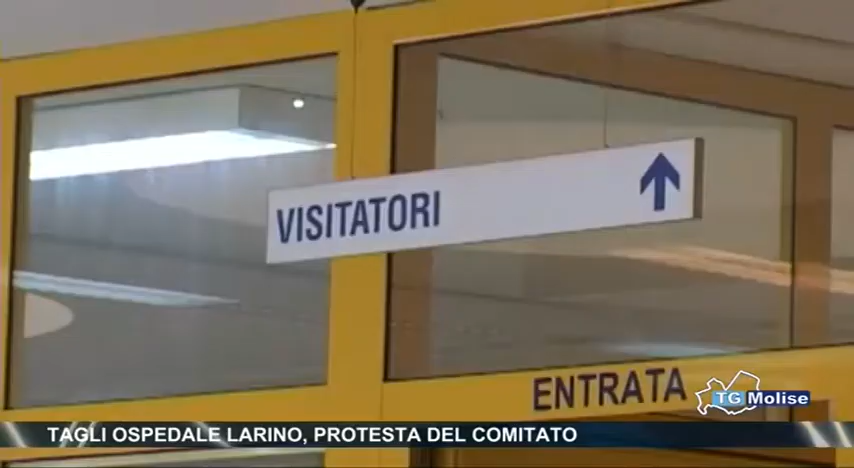 VISITATORI
ENTRATA
TG Molise
TAGLI OSPEDALE LARINO, PROTESTA DEL COMITATO